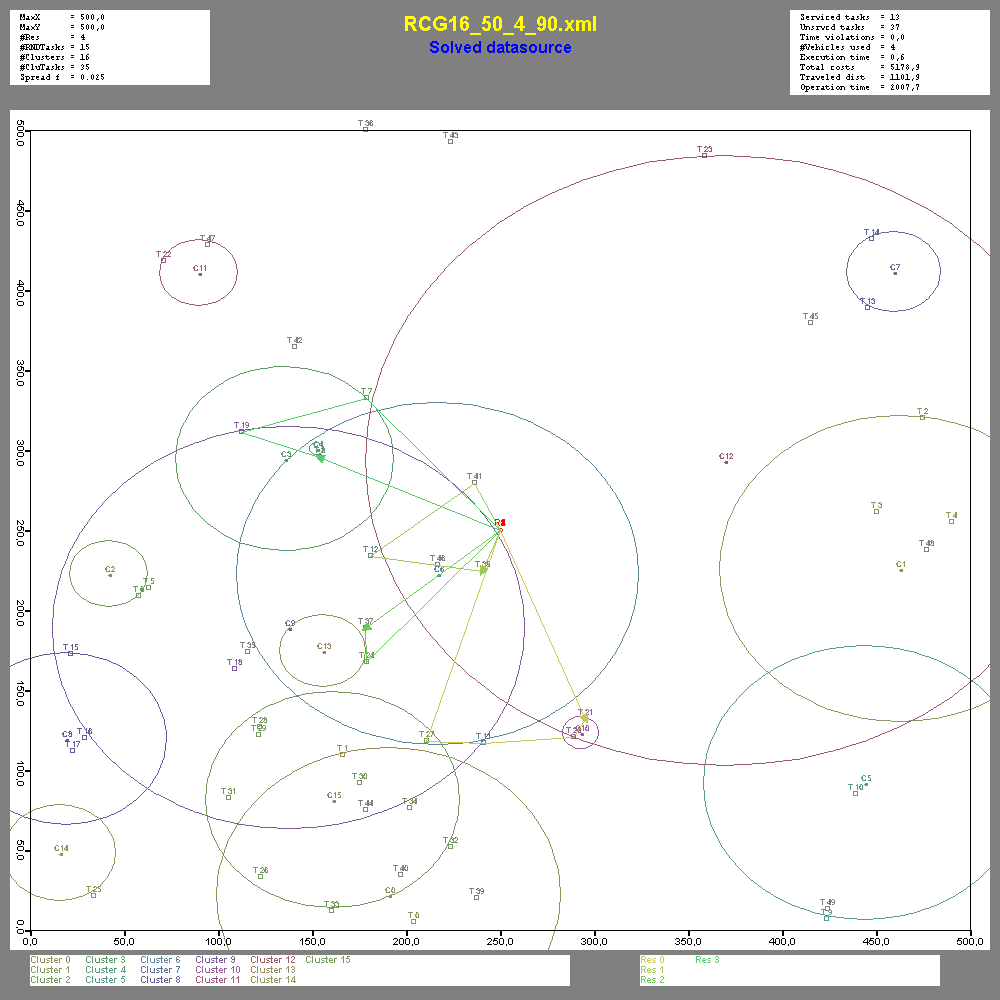 MaxX = 500,0
MaxY = 500,0
#Res = 4
#RNDTasks = 15
#Clusters = 16
#CluTasks = 35
Spread f = 0.025
RCG16_50_4_90.xml
Solved datasource
Serviced tasks = 13
Unsrvcd tasks = 37
Time violations = 0,0
#Vehicles used = 4
Execution time = 0,6
Total costs = 5178,9
Traveled dist = 1101,9
Operation time = 2007,7
T 36
T 43
T 23
T 47
T 22
C11
T 14
C7
T 13
T 45
T 42
T 7
T 2
T 19
C4
C3
C12
T 41
T 3
T 4
T 12
T 46
C6
T 48
C1
C2
T 5
T 37
C9
C13
T 24
T 35
T 18
T 15
T 21
T 28
T 29
C8
T 16
T 17
T 27
T 11
T 1
T 30
T 31
C15
T 44
T 34
C5
T 10
T 32
C14
T 26
T 40
C0
T 39
T 25
T 33
T 0
T 49
T 9
500,0
450,0
400,0
350,0
300,0
250,0
200,0
150,0
100,0
50,0
0,0
0,0 50,0 100,0 150,0 200,0 250,0 300,0 350,0 400,0 450,0 500,0
Cluster 0 Cluster 3 Cluster 6 Cluster 9 Cluster 12 Cluster 15
Cluster 1 Cluster 4 Cluster 7 Cluster 10 Cluster 13
Cluster 2 Cluster 5 Cluster 8 Cluster 11 Cluster 14
Res 0 Res 3
Res 1
Res 2